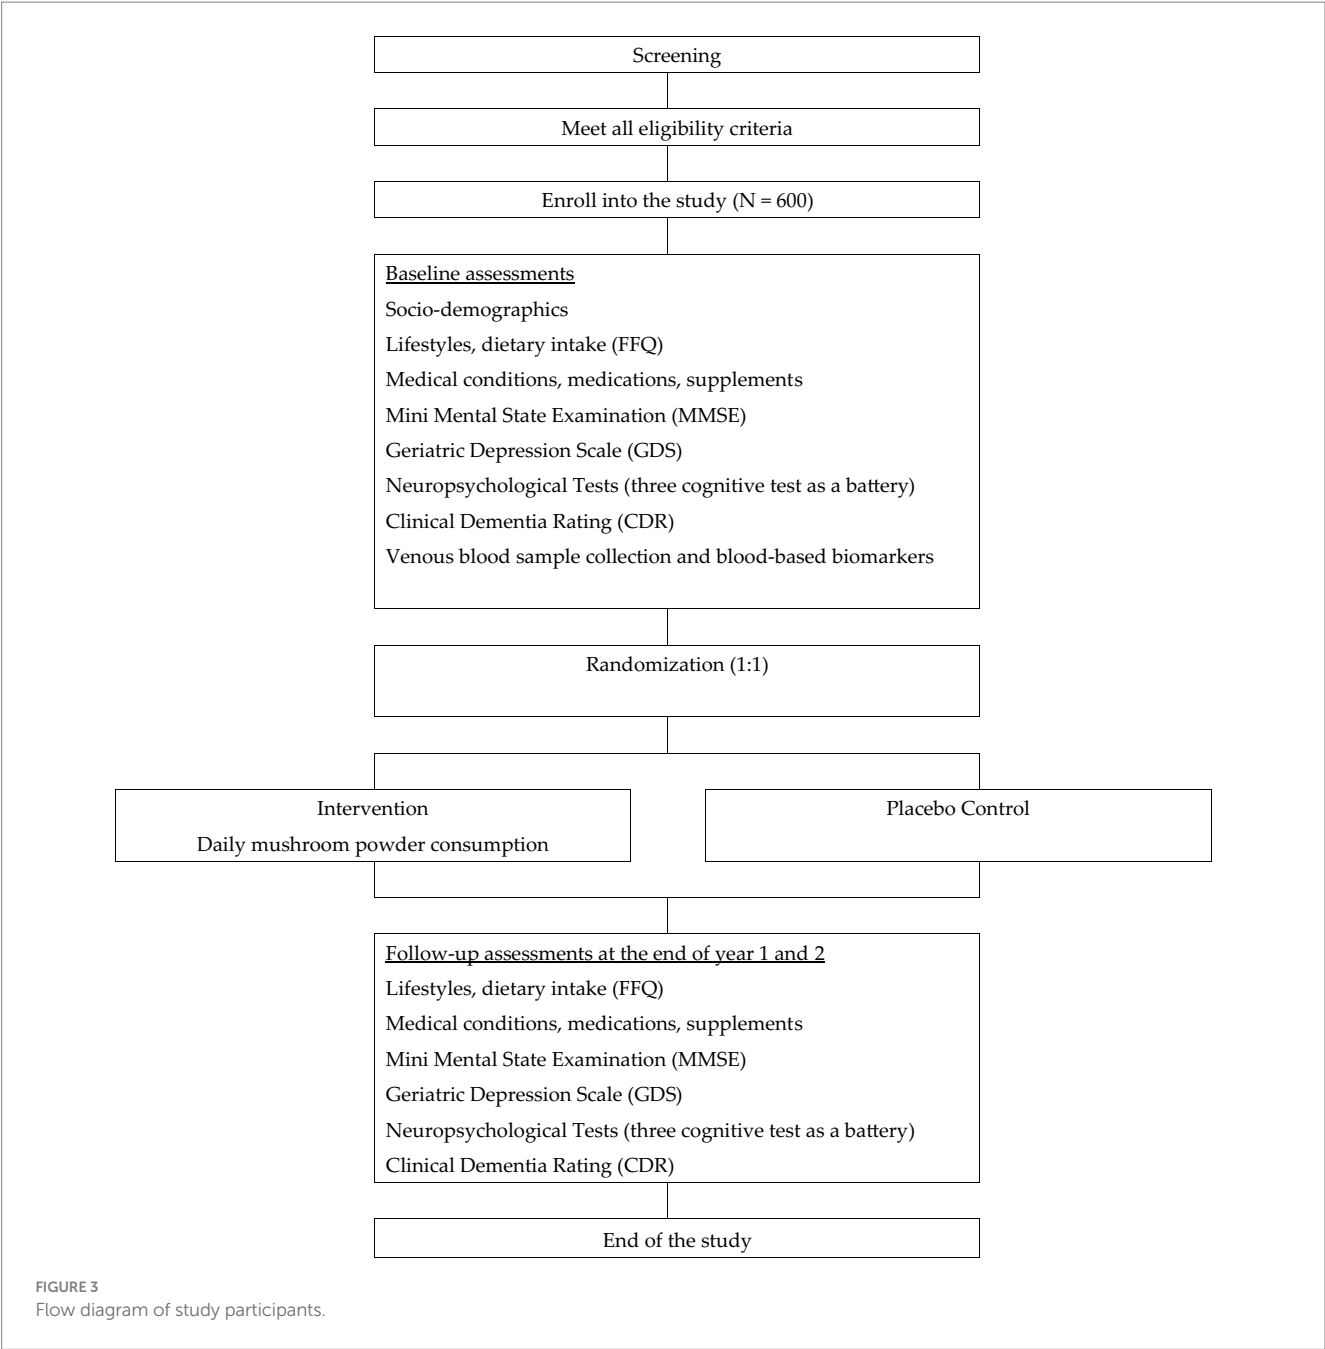 Screening
Meet all eligibility criteria
Enroll into the study (N = 600)
Baseline assessments
Socio-demographics
Lifestyles, dietary intake (FFQ)
Medical conditions, medications, supplements
Mini Mental State Examination (MMSE)
Geriatric Depression Scale (GDS)
Neuropsychological Tests (three cognitive test as a battery)
Clinical Dementia Rating (CDR)
Venous blood sample collection and blood-based biomarkers
Randomization (1:1)
Intervention
Daily mushroom powder consumption
Placebo Control
Follow-up assessments at the end of year 1 and 2
Lifestyles, dietary intake (FFQ)
Medical conditions, medications, supplements
Mini Mental State Examination (MMSE)
Geriatric Depression Scale (GDS)
Neuropsychological Tests (three cognitive test as a battery)
Clinical Dementia Rating (CDR)
End of the study
FIGURE 3
Flow diagram of study participants.